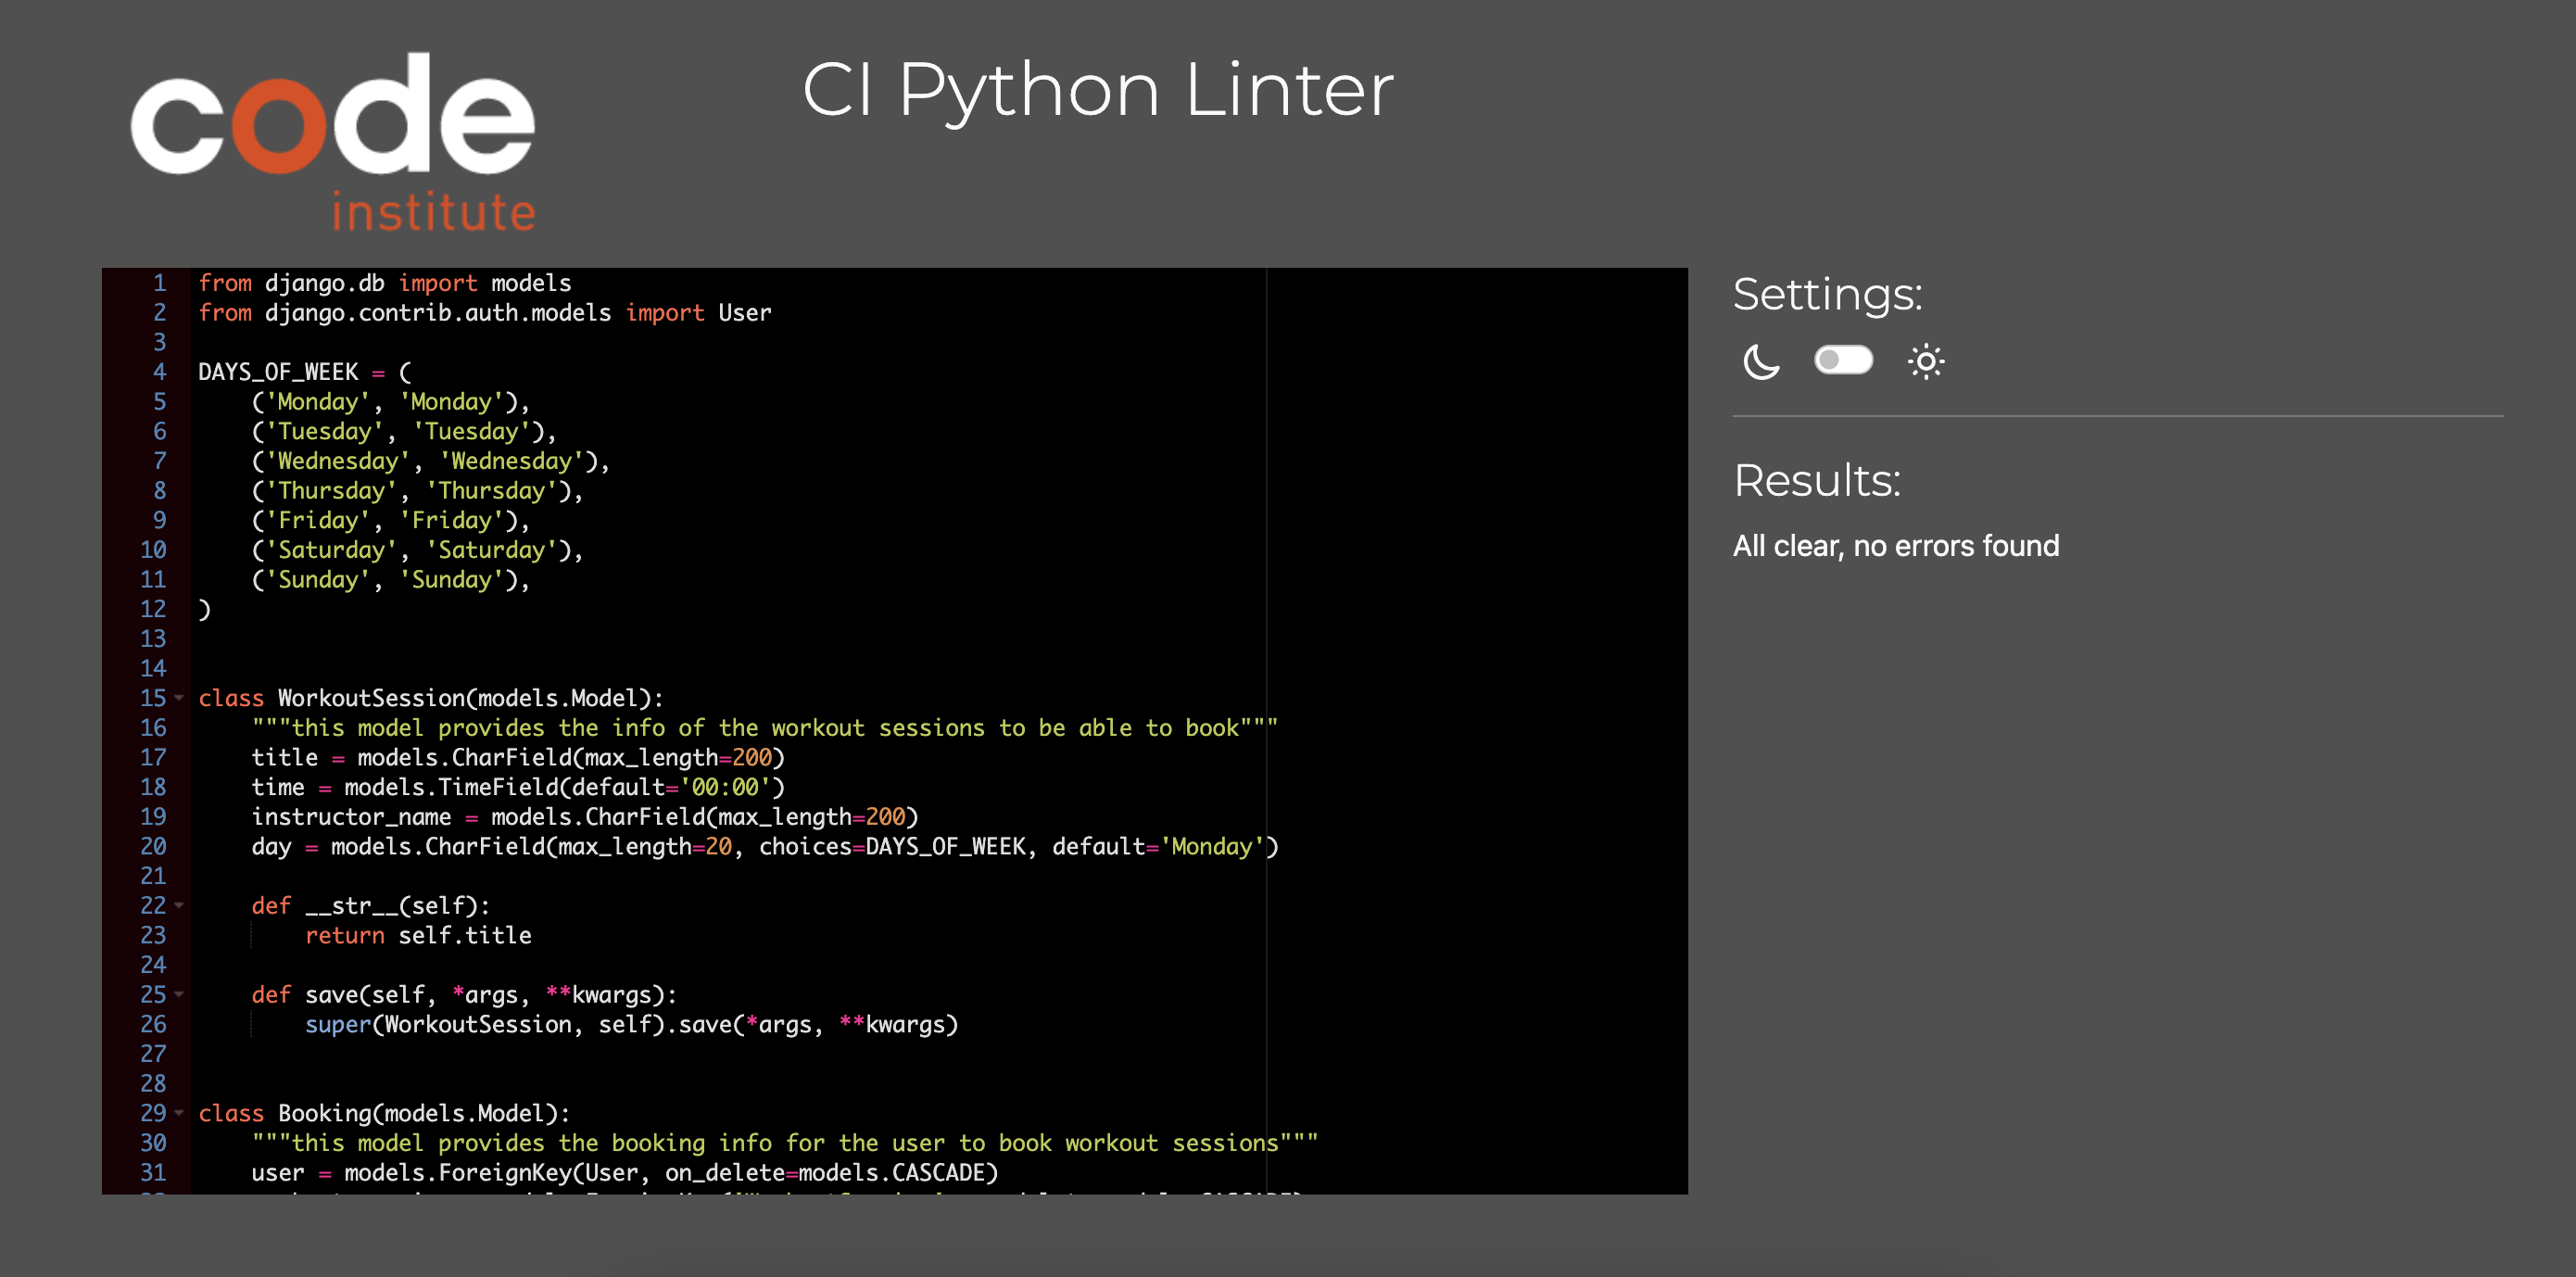 code
institute
CI Python Linter
1 from django.db import models
2 from django.contrib.auth.models import User
3
4 DAYS_OF_WEEK = (
5     ('Monday', 'Monday'),
6     ('Tuesday', 'Tuesday'),
7     ('Wednesday', 'Wednesday'),
8     ('Thursday', 'Thursday'),
9     ('Friday', 'Friday'),
10     ('Saturday', 'Saturday'),
11     ('Sunday', 'Sunday'),
12 )
13
14
15 class WorkoutSession(models.Model):
16     """this model provides the info of the workout sessions to be able to book"""
17     title = models.CharField(max_length=200)
18     time = models.TimeField(default='00:00')
19     instructor_name = models.CharField(max_length=200)
20     day = models.CharField(max_length=20, choices=DAYS_OF_WEEK, default='Monday')
21
22     def __str__(self):
23         return self.title
24
25     def save(self, *args, **kwargs):
26         super(WorkoutSession, self).save(*args, **kwargs)
27
28
29 class Booking(models.Model):
30     """this model provides the booking info for the user to book workout sessions"""
31     user = models.ForeignKey(User, on_delete=models.CASCADE)
Settings:
Results:
All clear, no errors found